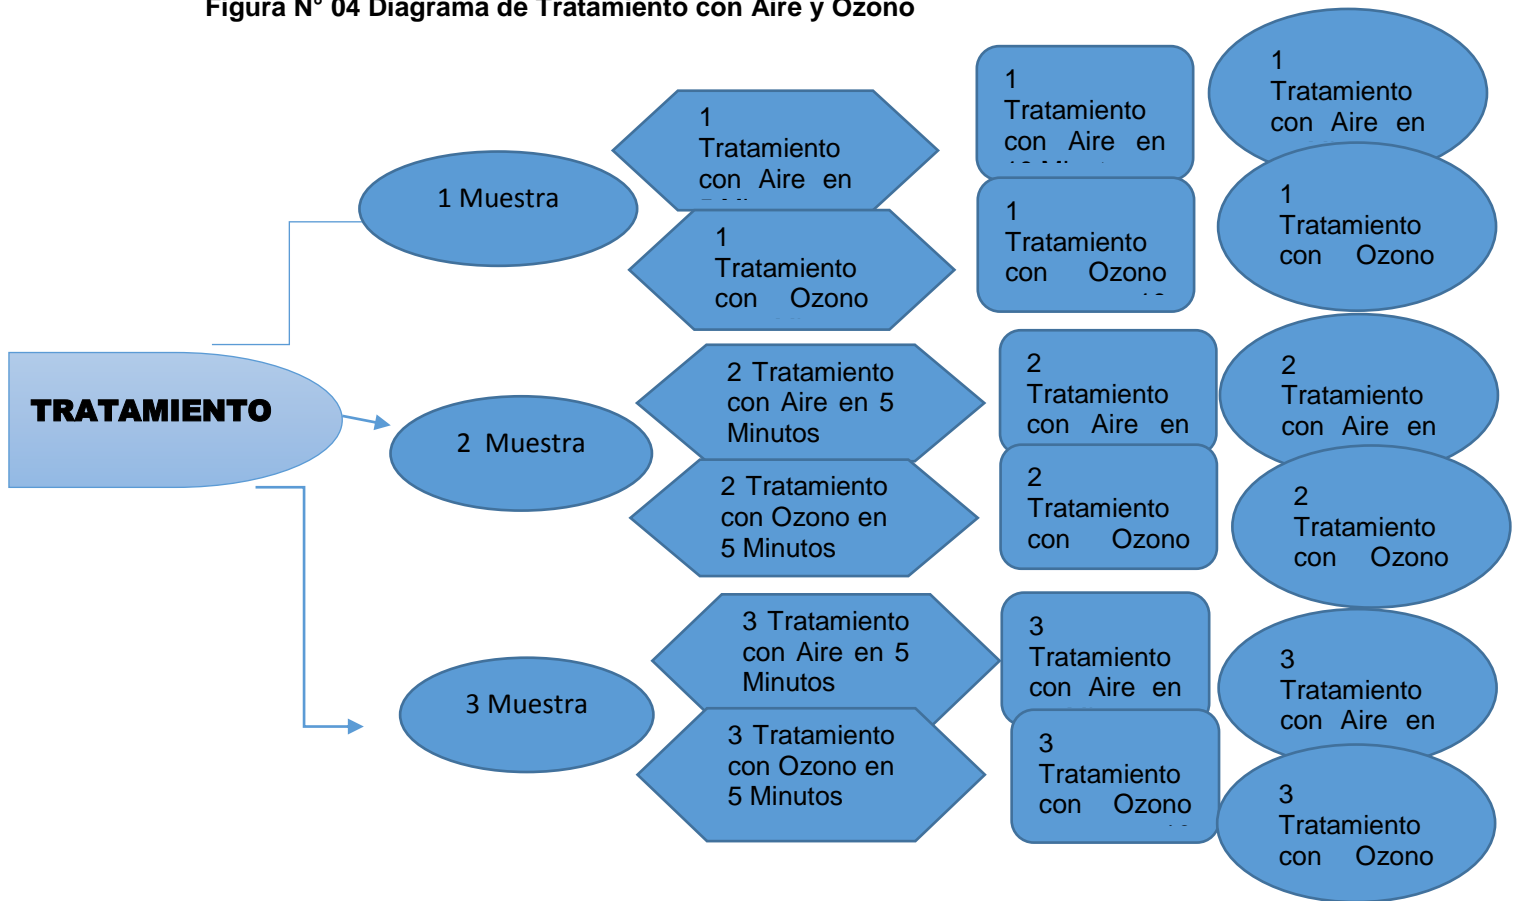 Figura N° 04 Diagrama de Tratamiento con Aire y Ozono
TRATAMIENTO
1 Muestra
1
Tratamiento
con Aire en
1
Tratamiento
con Ozono
1
Tratamiento
con Aire en
1
Tratamiento
con Ozono
1
Tratamiento
con Aire en
1
Tratamiento
con Ozono
2 Muestra
2 Tratamiento
con Aire en 5
Minutos
2 Tratamiento
con Ozono en
5 Minutos
2
Tratamiento
con Aire en
2
Tratamiento
con Ozono
2
Tratamiento
con Aire en
2
Tratamiento
con Ozono
3 Muestra
3 Tratamiento
con Aire en 5
Minutos
3 Tratamiento
con Ozono en
5 Minutos
3
Tratamiento
con Aire en
3
Tratamiento
con Ozono
3
Tratamiento
con Aire en
3
Tratamiento
con Ozono